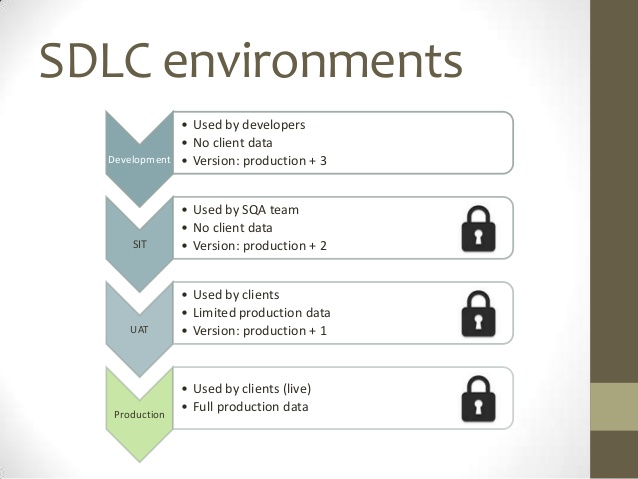 SDLC environments
Development
• Used by developers
• No client data
• Version: production + 3
SIT
• Used by SQA team
• No client data
• Version: production + 2
UAT
• Used by clients
• Limited production data
• Version: production + 1
Production
• Used by clients (live)
• Full production data